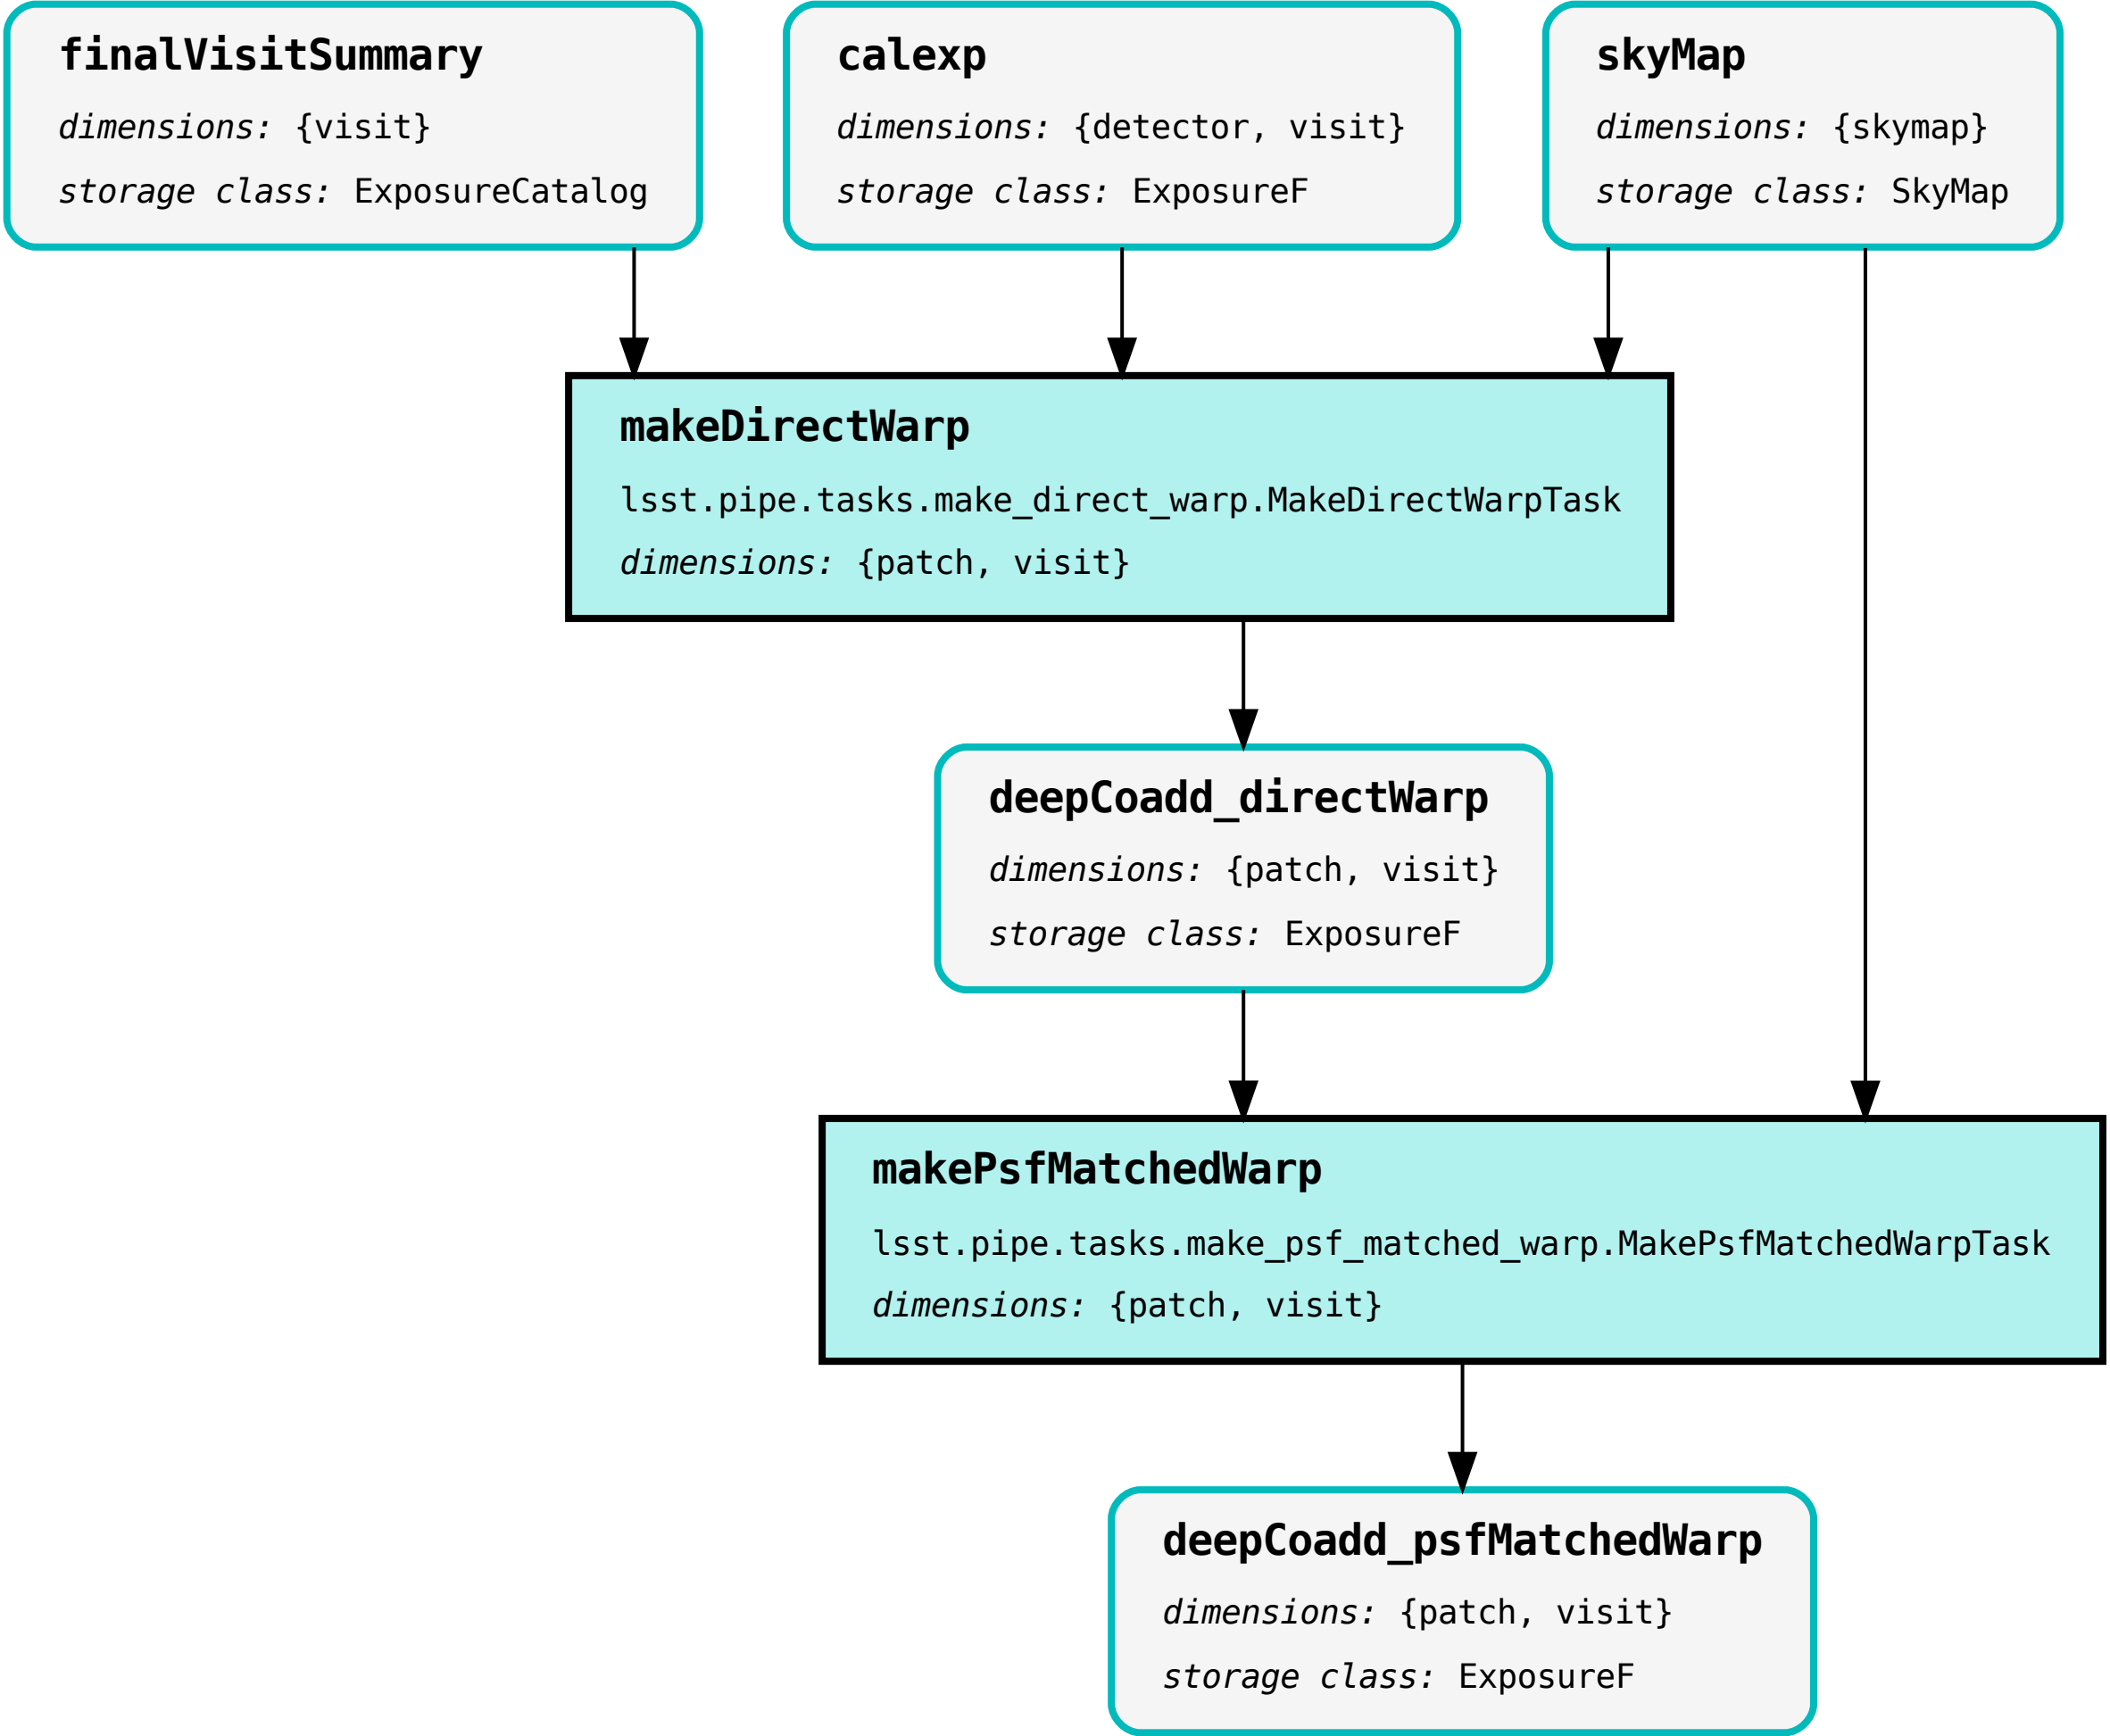 finalVisitSummary
dimensions: {visit}
storage class: ExposureCatalog
calexp
dimensions: {detector, visit}
storage class: ExposureF
skyMap
dimensions: {skymap}
storage class: SkyMap
makeDirectWarp
lsst.pipe.tasks.make_direct_warp.MakeDirectWarpTask
dimensions: {patch, visit}
deepCoadd_directWarp
dimensions: {patch, visit}
storage class: ExposureF
makePsfMatchedWarp
lsst.pipe.tasks.make_psf_matched_warp.MakePsfMatchedWarpTask
dimensions: {patch, visit}
deepCoadd_psfMatchedWarp
dimensions: {patch, visit}
storage class: ExposureF